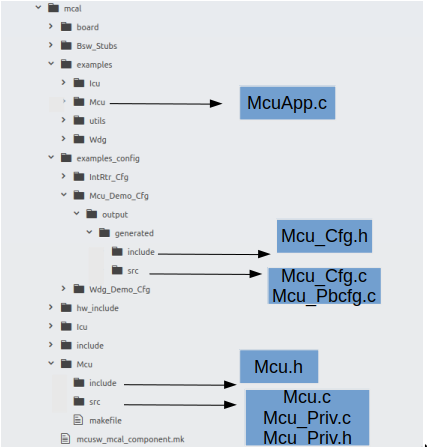 mcal
board
Bsw_Stubs
examples
Icu
Mcu
McuApp.c
utils
Wdg
examples_config
IntRtr_Cfg
Mcu_Demo_Cfg
output
generated
include
Mcu_Cfg.h
src
Mcu_Cfg.c
Mcu_Pbcfg.c
Wdg_Demo_Cfg
hw_include
Icu
include
Mcu
include
Mcu.h
src
Mcu.c
Mcu_Priv.c
Mcu_Priv.h
makefile
mcusw_mcal_component.mk